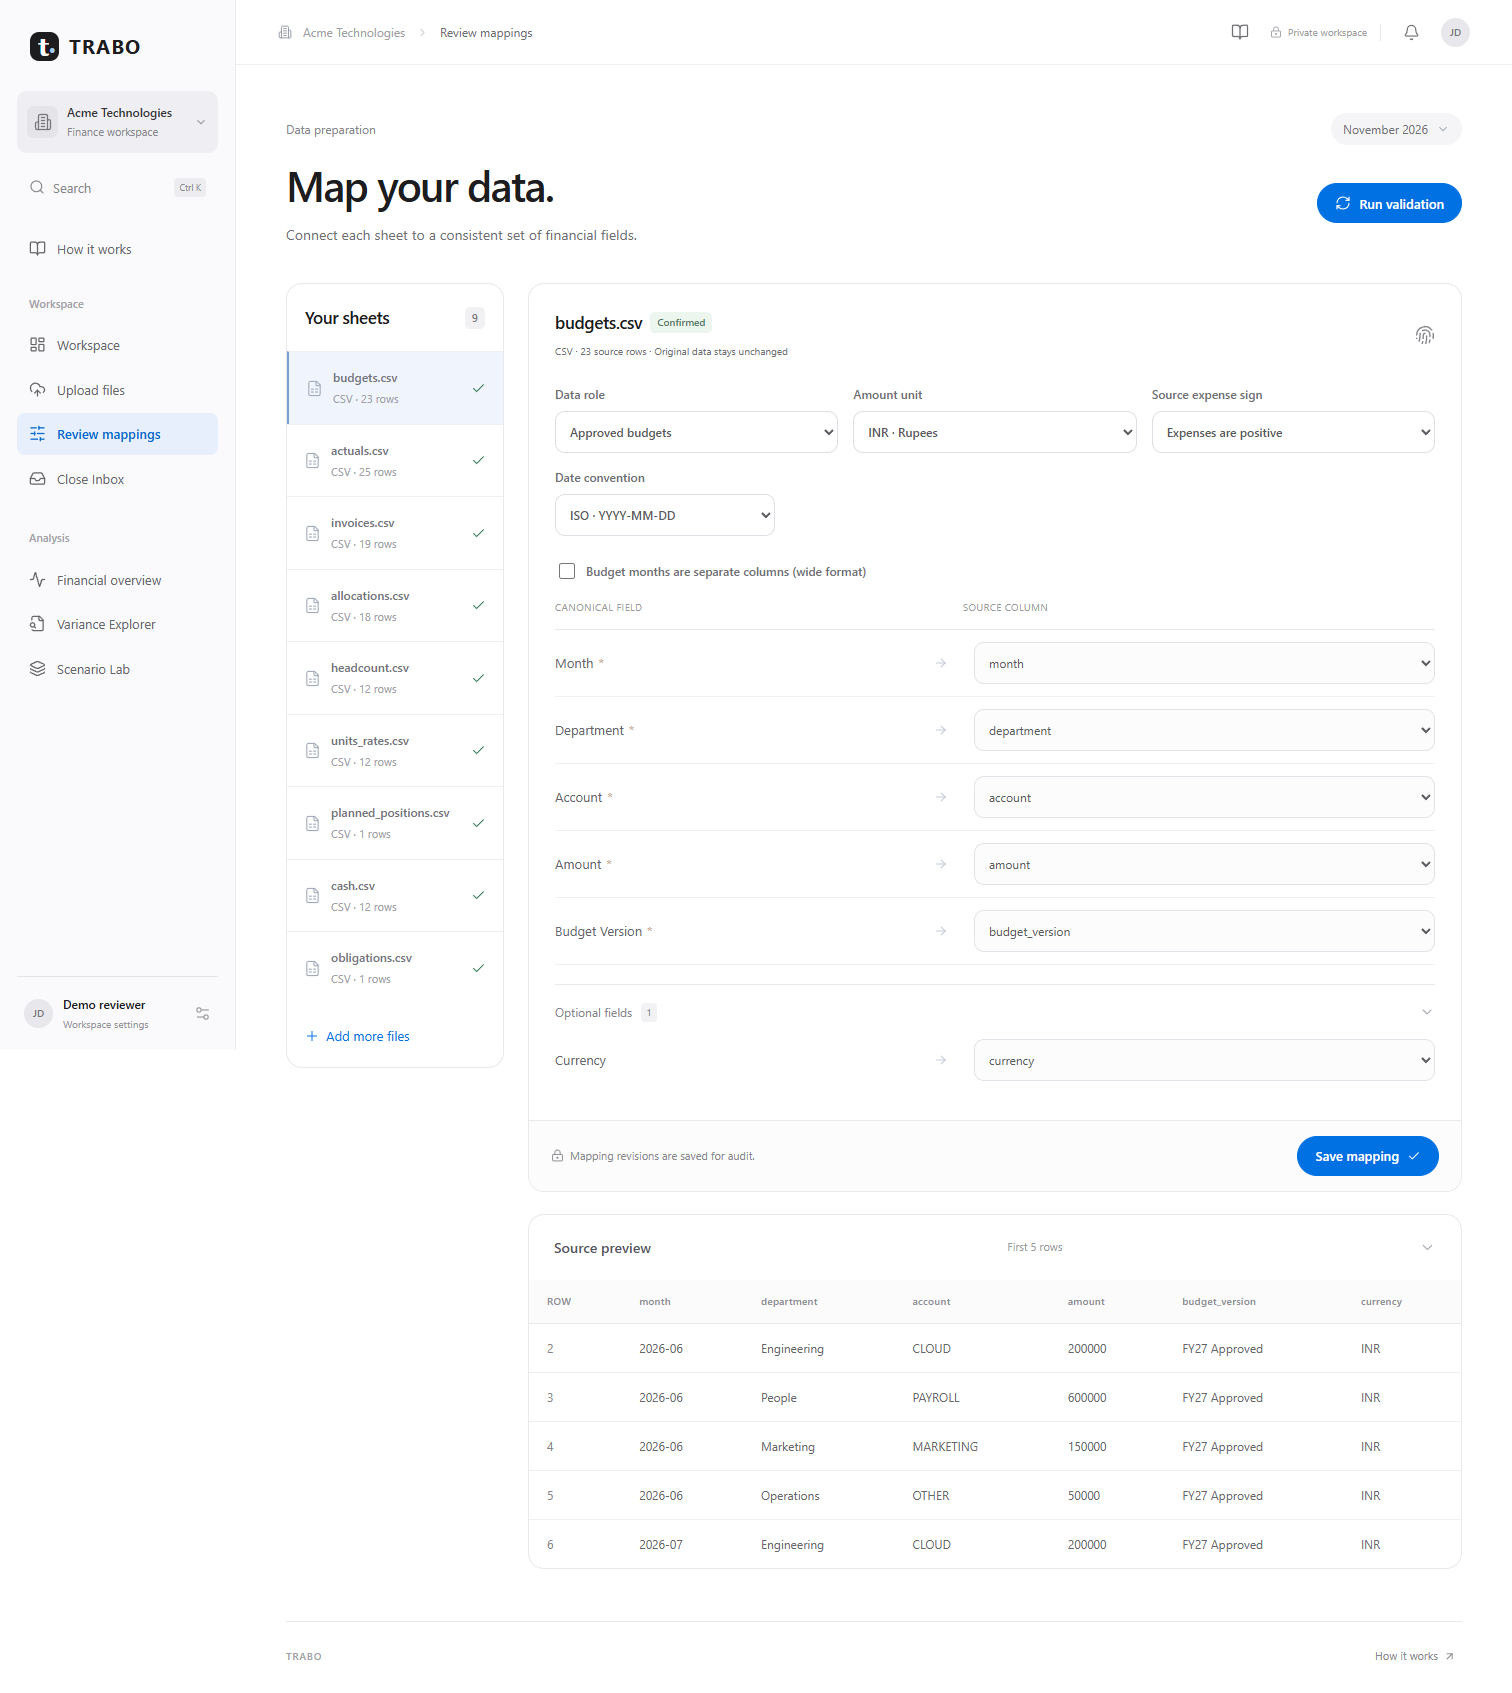 t. TRABO
Acme Technologies
Finance workspace
Search Ctrl K
How it works
Workspace
Workspace
Upload files
Review mappings
Close Inbox
Analysis
Financial overview
Variance Explorer
Scenario Lab
JD Demo reviewer
Workspace settings
Acme Technologies Review mappings
Private workspace JD
Data preparation
November 2026
Map your data.
Run validation
Connect each sheet to a consistent set of financial fields.
Your sheets 9
budgets.csv
CSV · 23 rows
actuals.csv
CSV · 25 rows
invoices.csv
CSV · 19 rows
allocations.csv
CSV · 18 rows
headcount.csv
CSV · 12 rows
units_rates.csv
CSV · 12 rows
planned_positions.csv
CSV · 1 rows
cash.csv
CSV · 12 rows
obligations.csv
CSV · 1 rows
+ Add more files
budgets.csv Confirmed
CSV · 23 source rows · Original data stays unchanged
Data role Amount unit Source expense sign
Approved budgets INR · Rupees Expenses are positive
Date convention
ISO · YYYY-MM-DD
Budget months are separate columns (wide format)
CANONICAL FIELD SOURCE COLUMN
Month * → month
Department * → department
Account * → account
Amount * → amount
Budget Version * → budget_version
Optional fields 1
Currency → currency
Mapping revisions are saved for audit.
Save mapping
Source preview First 5 rows
ROW month department account amount budget_version currency
2 2026-06 Engineering CLOUD 200000 FY27 Approved INR
3 2026-06 People PAYROLL 600000 FY27 Approved INR
4 2026-06 Marketing MARKETING 150000 FY27 Approved INR
5 2026-06 Operations OTHER 50000 FY27 Approved INR
6 2026-07 Engineering CLOUD 200000 FY27 Approved INR
TRABO How it works